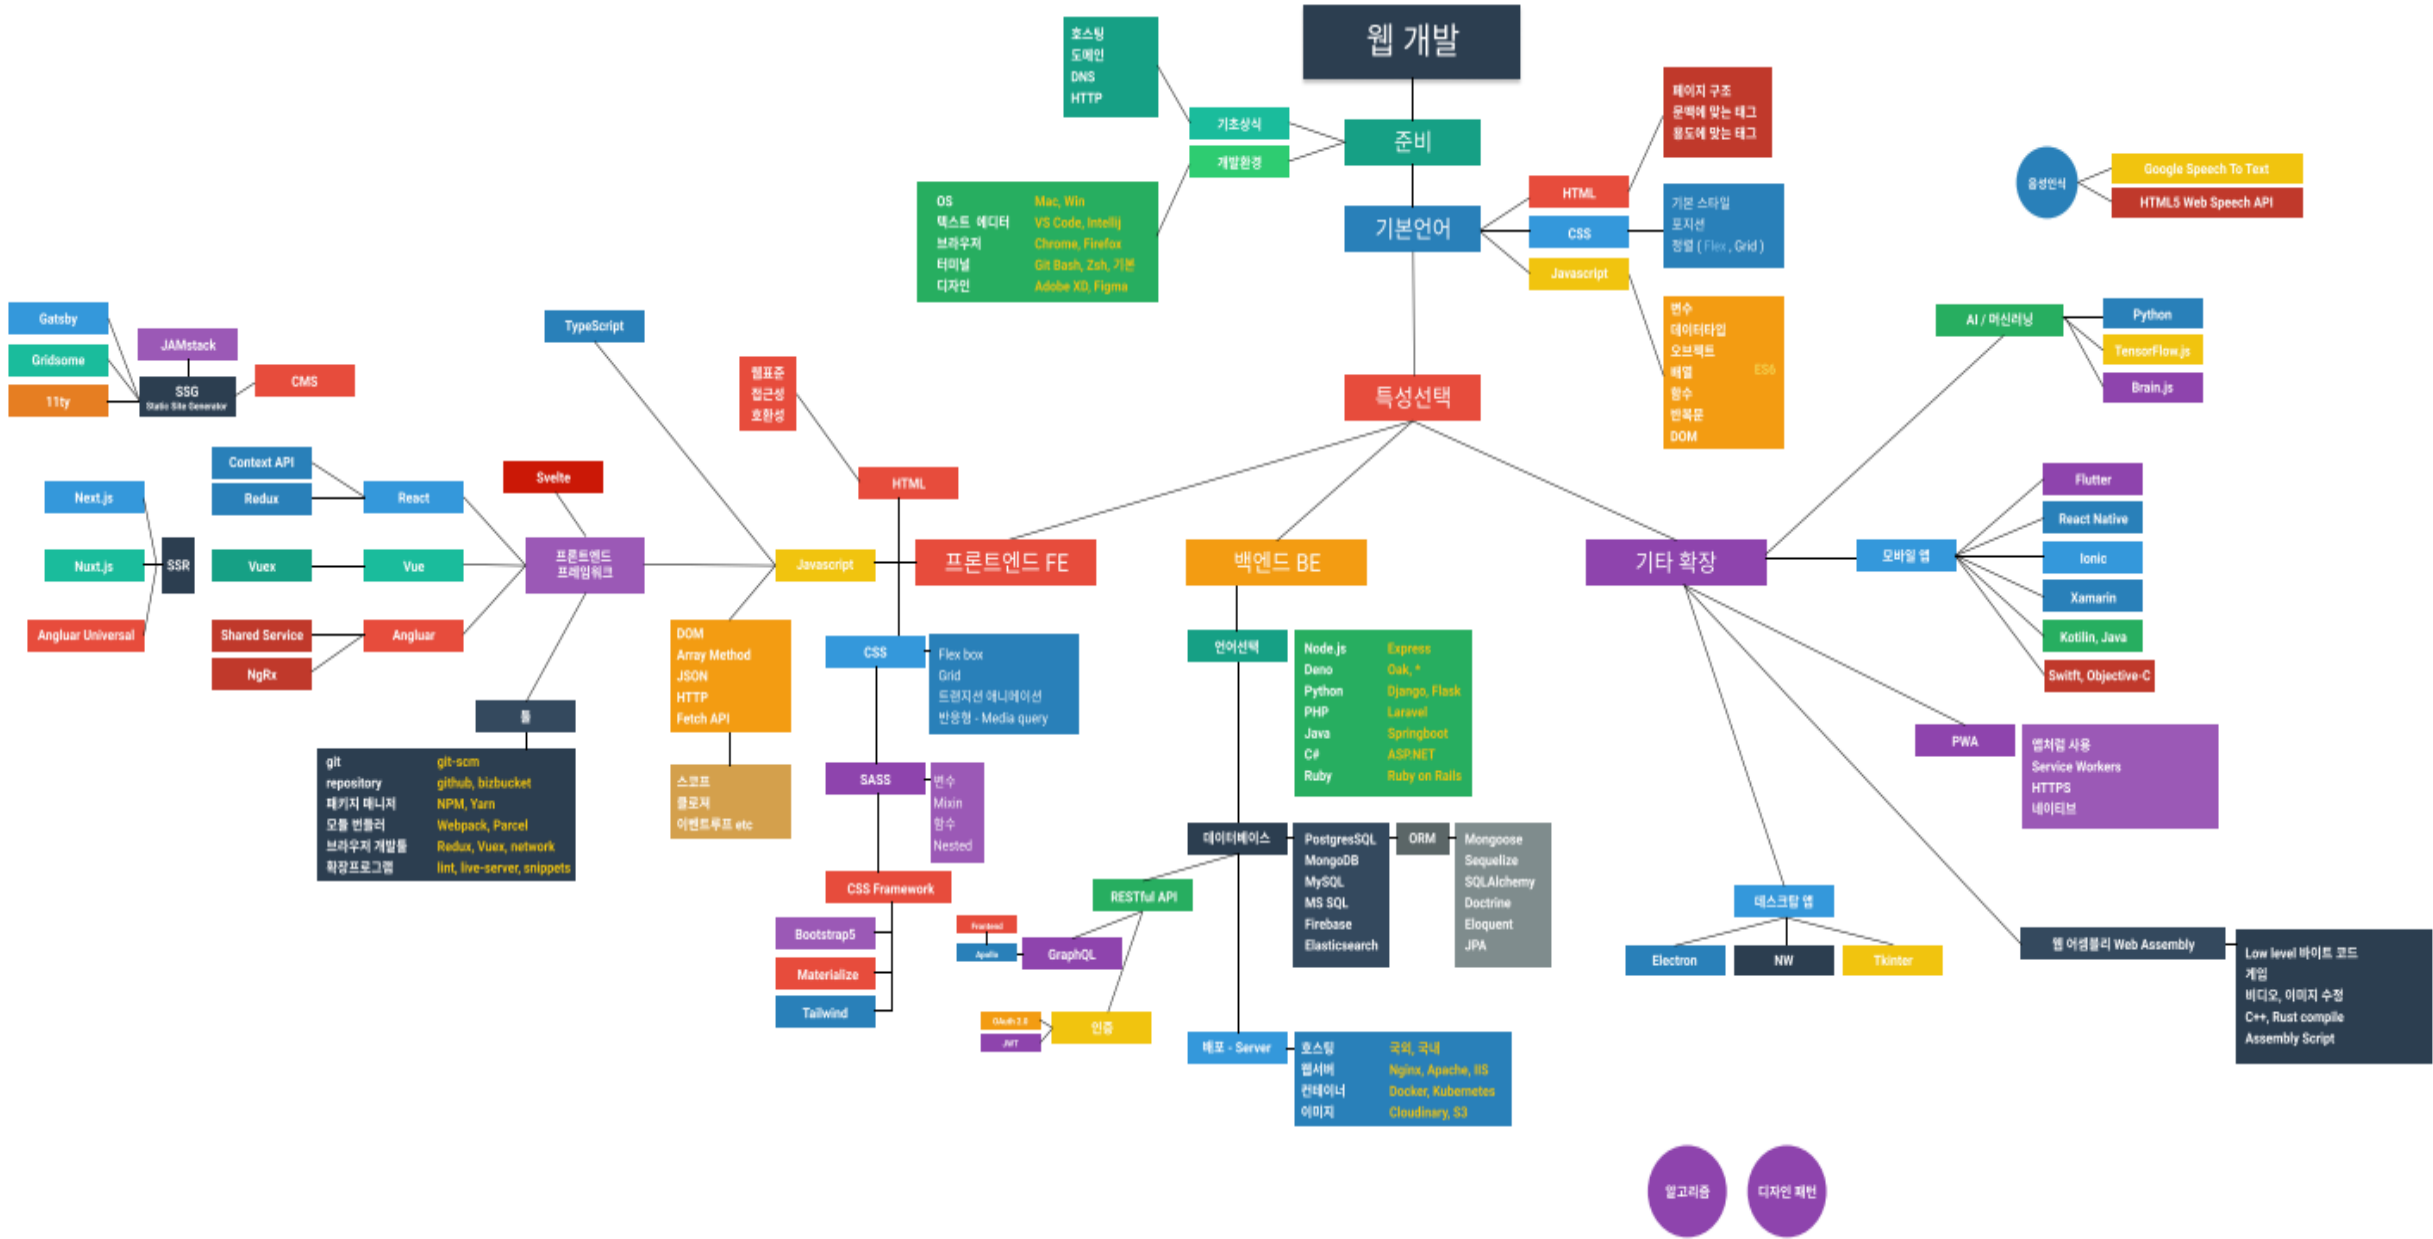 웹 개발
준비
기초상식
호스팅
도메인
DNS
HTTP
개발환경
OS Mac, Win
텍스트 에디터 VS Code, Intellij
브라우저 Chrome, Firefox
터미널 Git Bash, Zsh, 기본
디자인 Adobe XD, Figma
기본언어
HTML
페이지 구조
문맥에 맞는 태그
용도에 맞는 태그
CSS
기본 스타일
포지션
정렬 ( Flex , Grid )
Javascript
변수
데이터타입
오브젝트
배열 ES6
함수
반복문
DOM
음성인식
Google Speech To Text
HTML5 Web Speech API
특성선택
프론트엔드 FE
HTML
웹표준
접근성
호환성
Javascript
TypeScript
DOM
Array Method
JSON
HTTP
Fetch API
스코프
클로저
이벤트루프 etc
CSS
Flex box
Grid
트랜지션 애니메이션
반응형 - Media query
SASS
변수
Mixin
함수
Nested
CSS Framework
Bootstrap5
Materialize
Tailwind
프론트엔드
프레임워크
Svelte
React
Context API
Redux
Vue
Vuex
Angluar
Shared Service
NgRx
SSR
Next.js
Nuxt.js
Angluar Universal
JAMstack
SSG
Static Site Generator
CMS
Gatsby
Gridsome
11ty
툴
git git-scm
repository github, bizbucket
패키지 매니저 NPM, Yarn
모듈 번들러 Webpack, Parcel
브라우저 개발툴 Redux, Vuex, network
확장프로그램 lint, live-server, snippets
백엔드 BE
언어선택
Node.js Express
Deno Oak, *
Python Django, Flask
PHP Laravel
Java Springboot
C# ASP.NET
Ruby Ruby on Rails
데이터베이스
PostgresSQL
MongoDB
MySQL
MS SQL
Firebase
Elasticsearch
ORM
Mongoose
Sequelize
SQLAlchemy
Doctrine
Eloquent
JPA
RESTful API
GraphQL
Frontend
Apollo
인증
OAuth 2.0
JWT
배포 - Server
호스팅 국외, 국내
웹서버 Nginx, Apache, IIS
컨테이너 Docker, Kubernetes
이미지 Cloudinary, S3
기타 확장
AI / 머신러닝
Python
TensorFlow.js
Brain.js
모바일 앱
Flutter
React Native
Ionic
Xamarin
Kotilin, Java
Switft, Objective-C
PWA
앱처럼 사용
Service Workers
HTTPS
네이티브
데스크탑 앱
Electron
NW
Tkinter
웹 어셈블리 Web Assembly
Low level 바이트 코드
게임
비디오, 이미지 수정
C++, Rust compile
Assembly Script
알고리즘
디자인 패턴